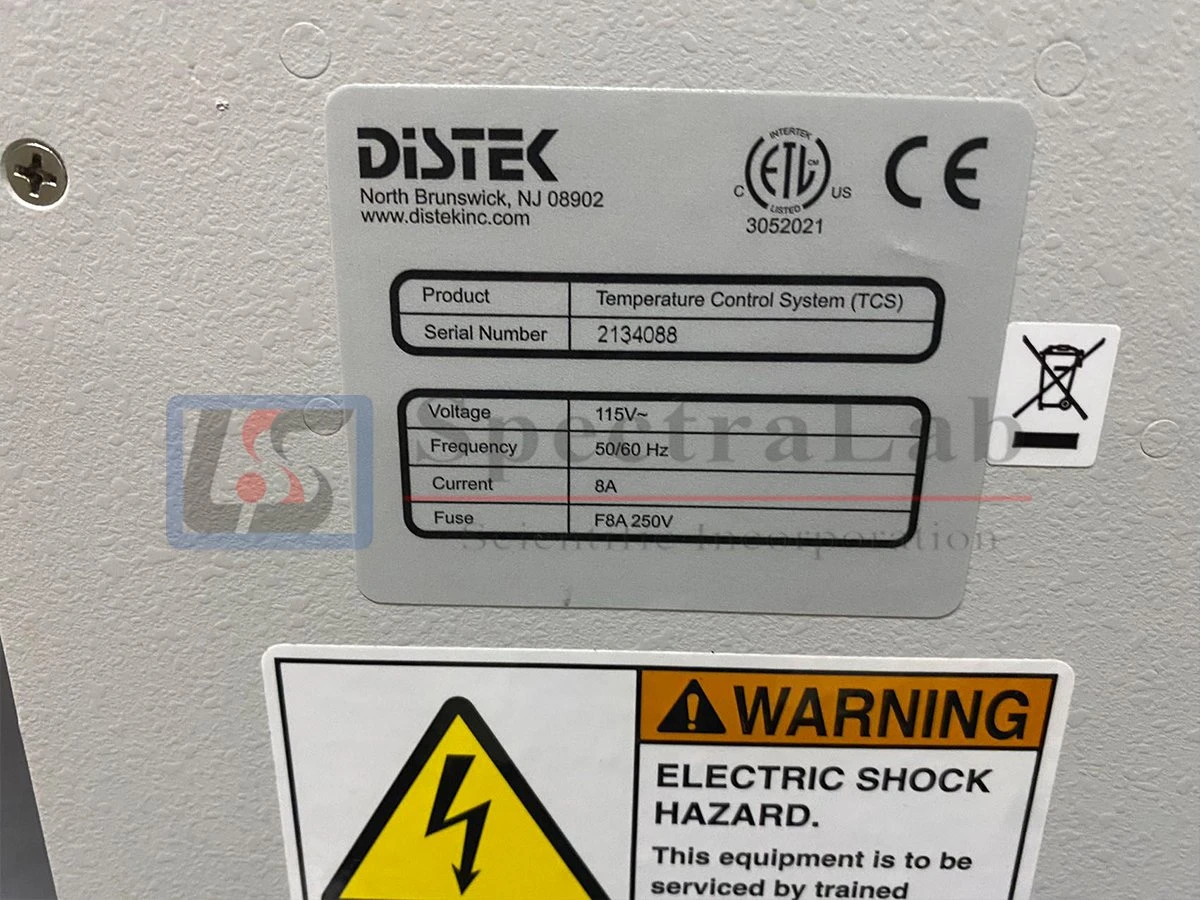 DiSTEK
North Brunswick, NJ 08902
www.distekinc.com
INTERTEK
C ETL CM US
LISTED
3052021
CE
Product Temperature Control System (TCS)
Serial Number 2134088
Voltage 115V~
Frequency 50/60 Hz
Current 8A
Fuse F8A 250V
LS
SpectraLab
Scientific Incorporation
WARNING
ELECTRIC SHOCK
HAZARD.
This equipment is to be
serviced by trained